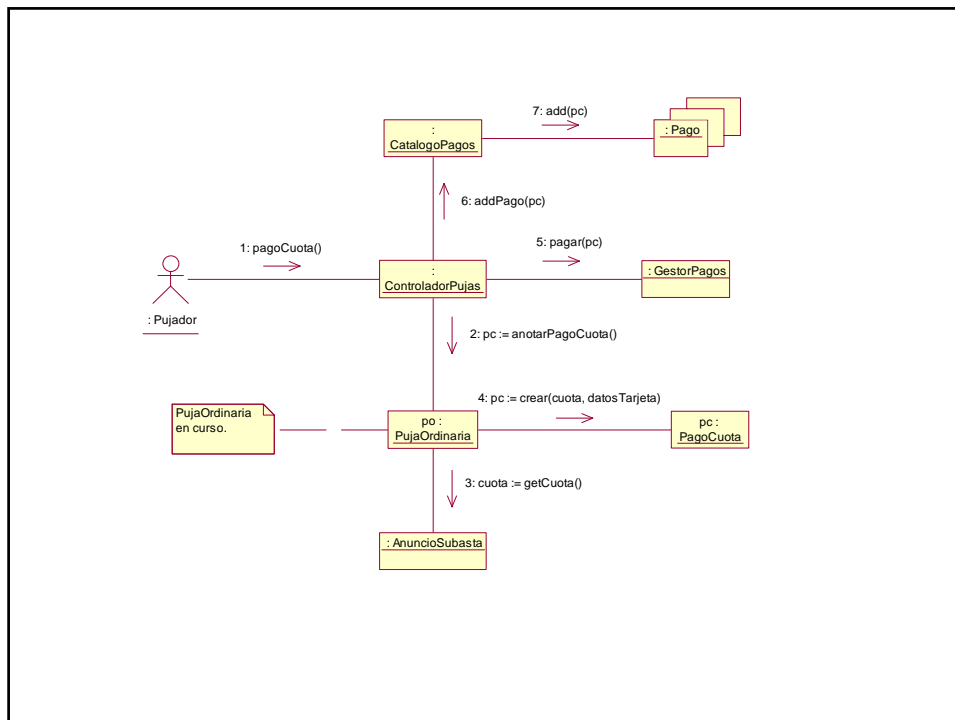 7: add(pc)
:
CatalogoPagos
: Pago
6: addPago(pc)
1: pagoCuota()
5: pagar(pc)
:
ControladorPujas
: GestorPagos
: Pujador
2: pc := anotarPagoCuota()
4: pc := crear(cuota, datosTarjeta)
PujaOrdinaria
en curso.
po :
PujaOrdinaria
pc :
PagoCuota
3: cuota := getCuota()
: AnuncioSubasta